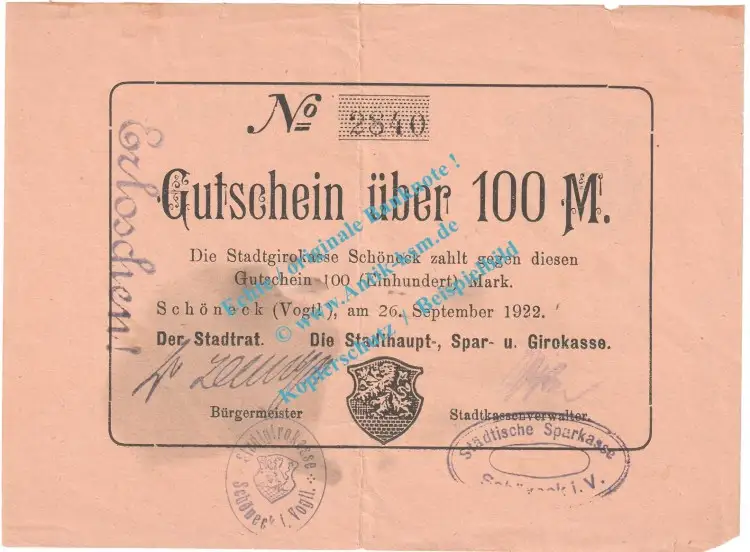 No 2840
Erloschen!
Gutschein über 100 M.
Die Stadtgirokasse Schöneck zahlt gegen diesen
Gutschein 100 (Einhundert) Mark.
Schöneck (Vogtl), am 26. September 1922.
Der Stadtrat. Die Stadthaupt-, Spar- u. Girokasse.
Bürgermeister
Stadtkassenverwalter.
Stadtgirokasse
Schöneck i. Vogtl.
Städtische Sparkasse
Schöneck i. V.
Echte / originale Banknote !
© www.Antik-hsm.de
Kopierschutz / Beispielbild